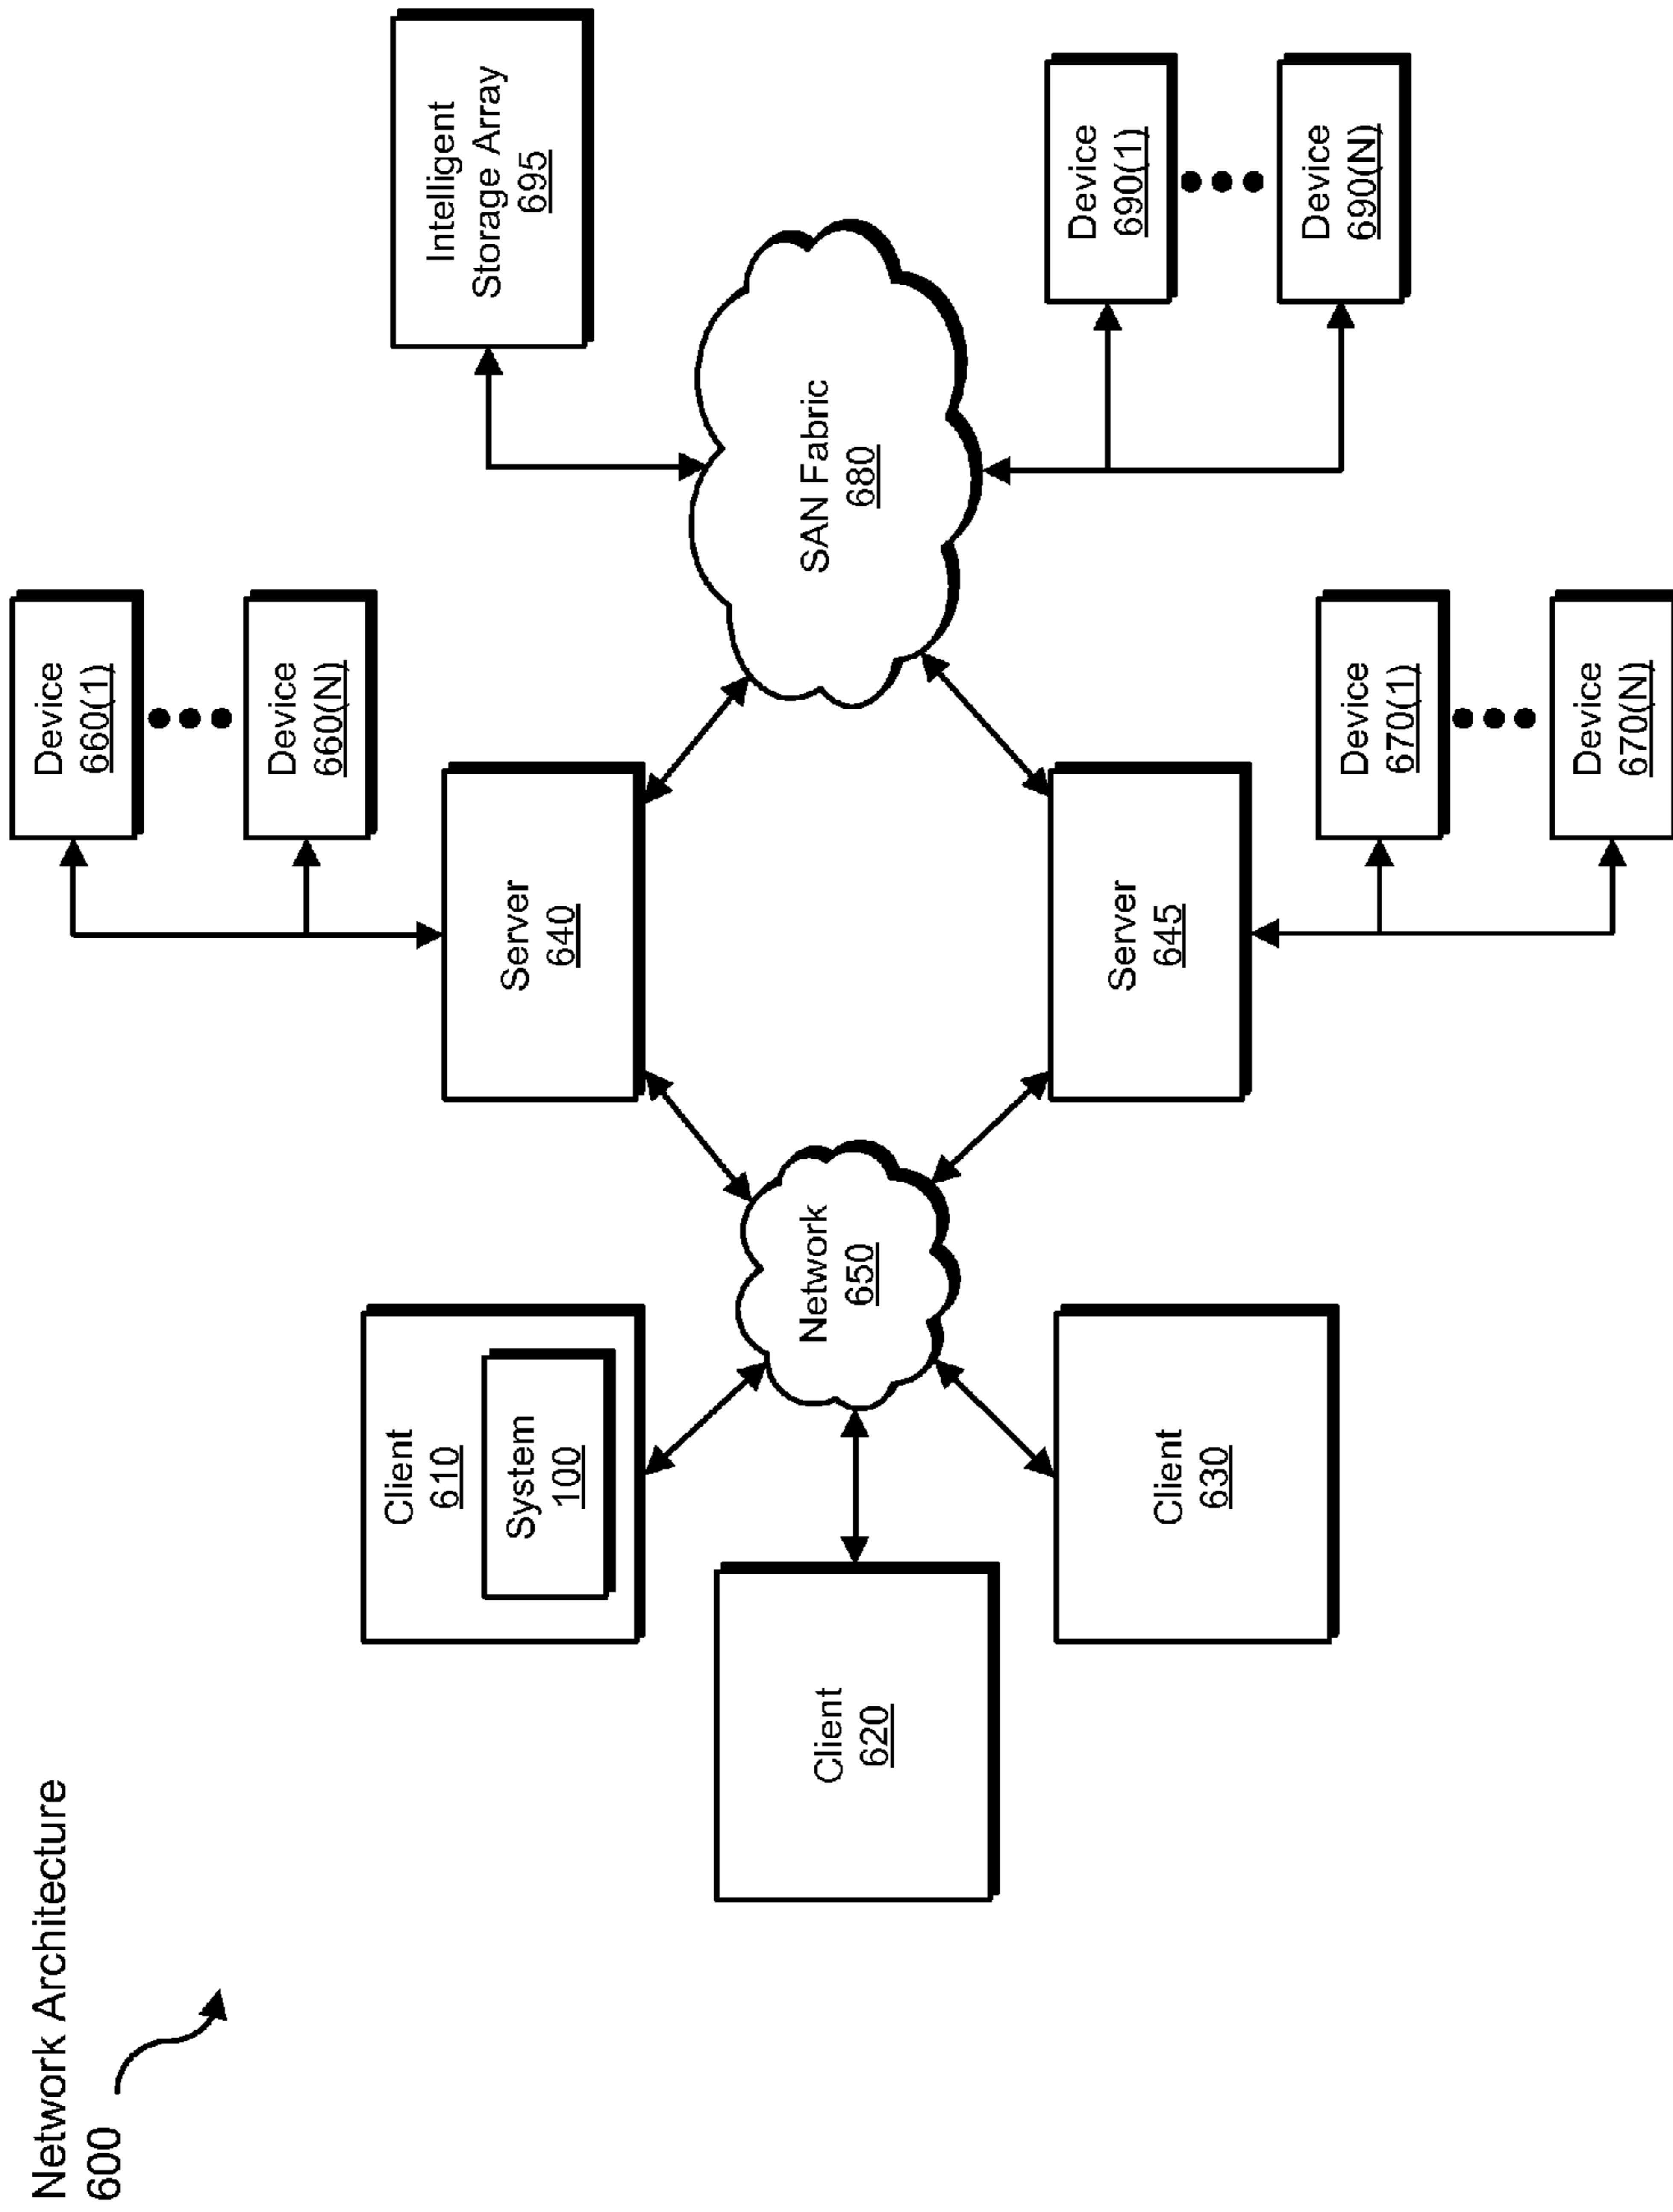 Network Architecture
600
Device
660(1)
Device
660(N)
Intelligent
Storage Array
695
Client
610
System
100
Server
640
Client
620
Network
650
SAN Fabric
680
Client
630
Server
645
Device
690(1)
Device
690(N)
Device
670(1)
Device
670(N)